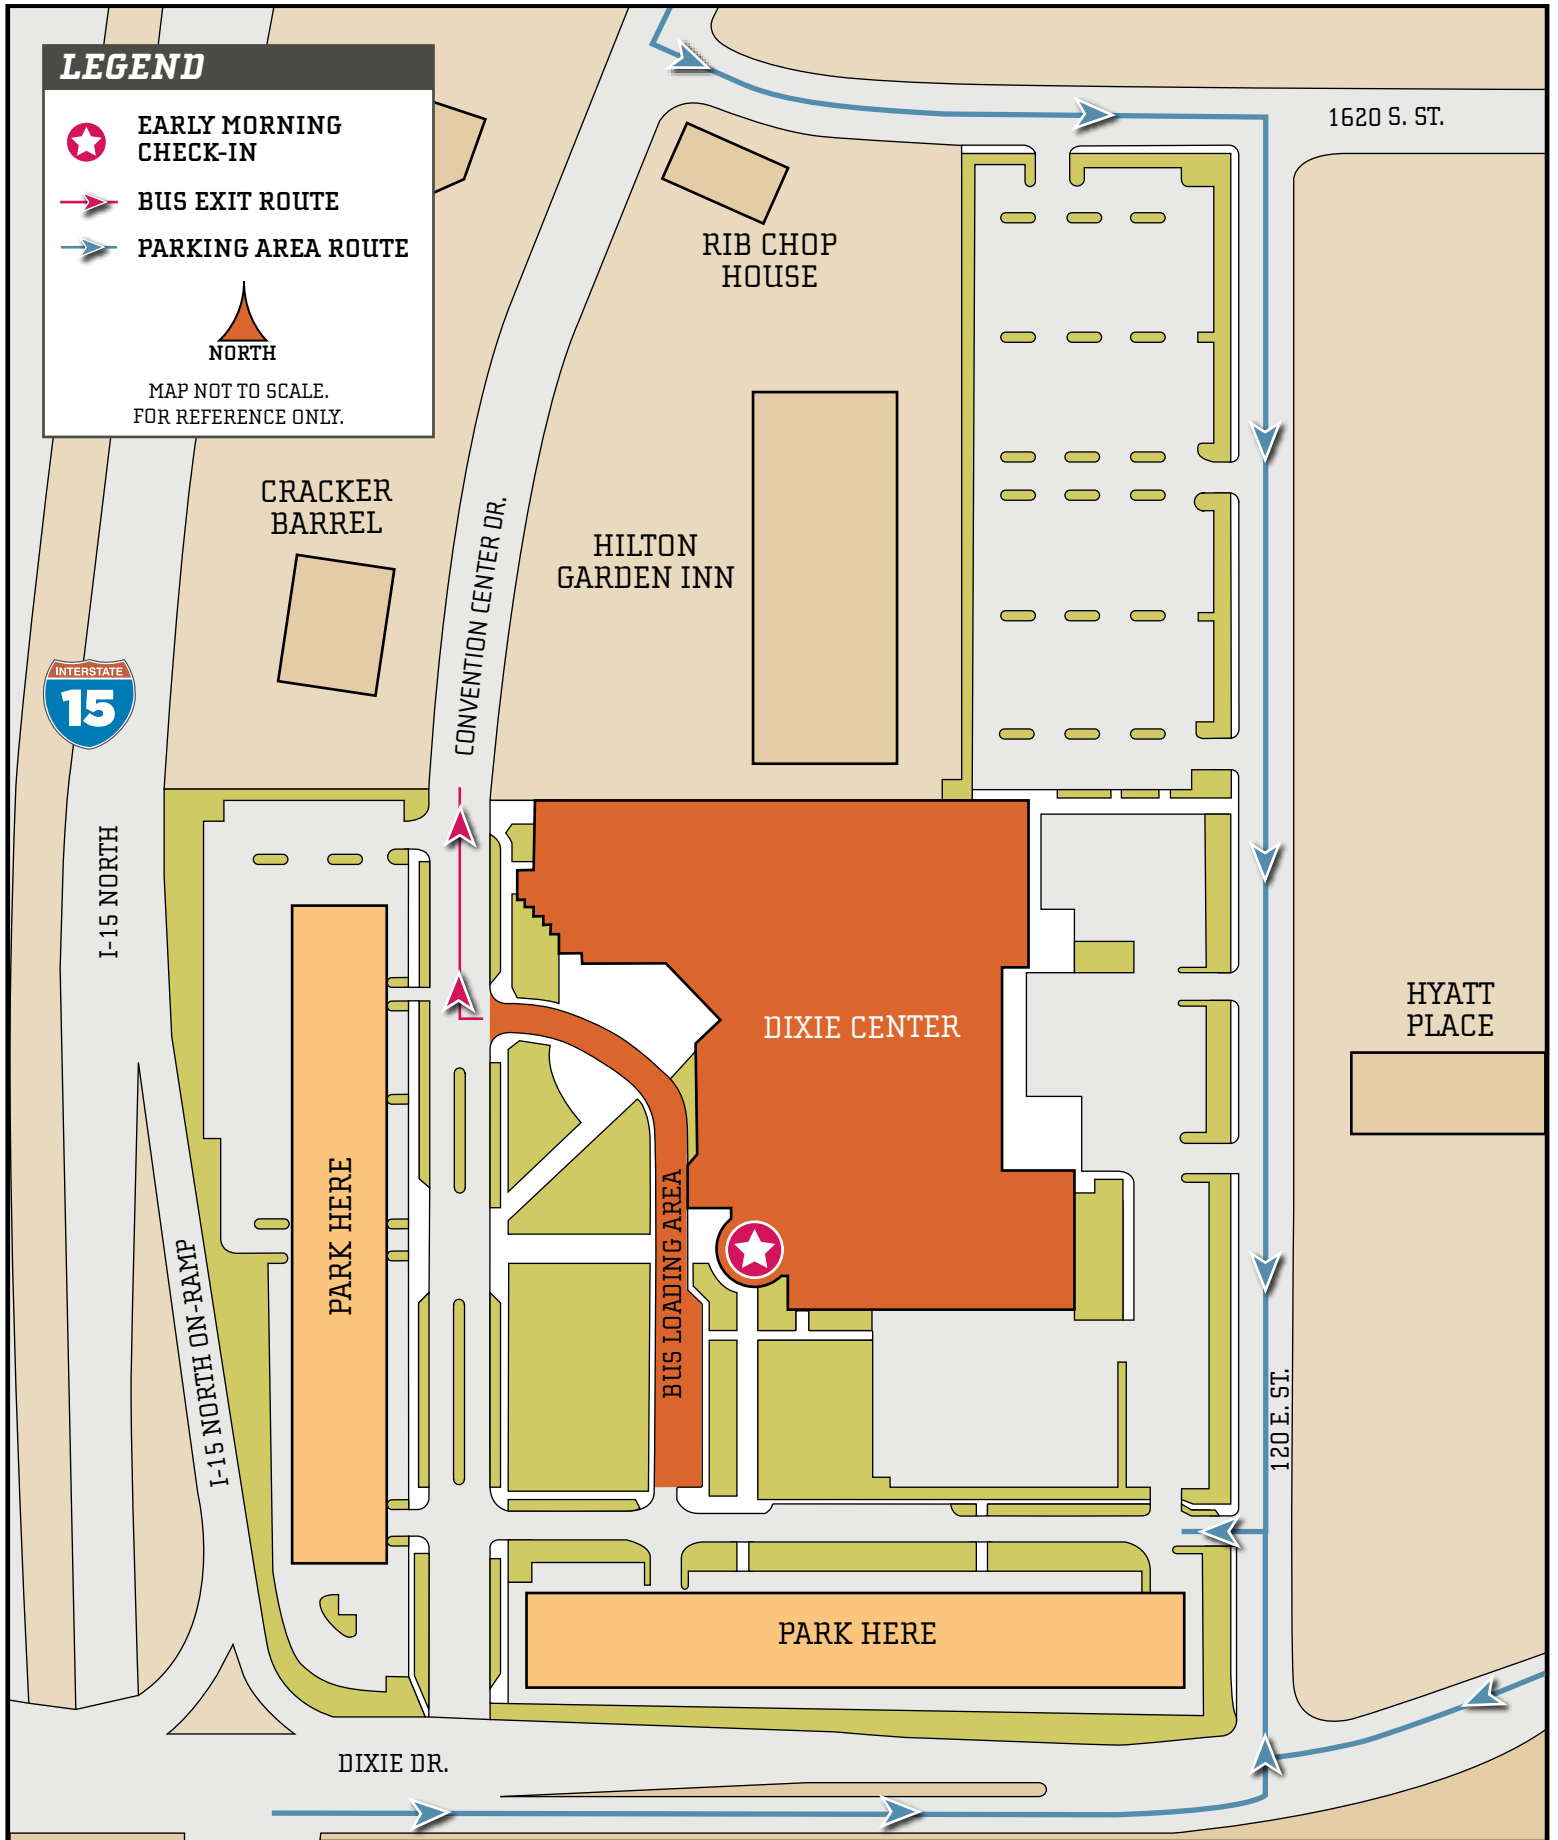 LEGEND
EARLY MORNING
CHECK-IN
BUS EXIT ROUTE
PARKING AREA ROUTE
NORTH
MAP NOT TO SCALE.
FOR REFERENCE ONLY.
1620 S. ST.
RIB CHOP
HOUSE
CRACKER
BARREL
HILTON
GARDEN INN
CONVENTION CENTER DR.
INTERSTATE
15
I-15 NORTH
DIXIE CENTER
HYATT
PLACE
PARK HERE
BUS LOADING AREA
I-15 NORTH ON-RAMP
120 E. ST.
PARK HERE
DIXIE DR.